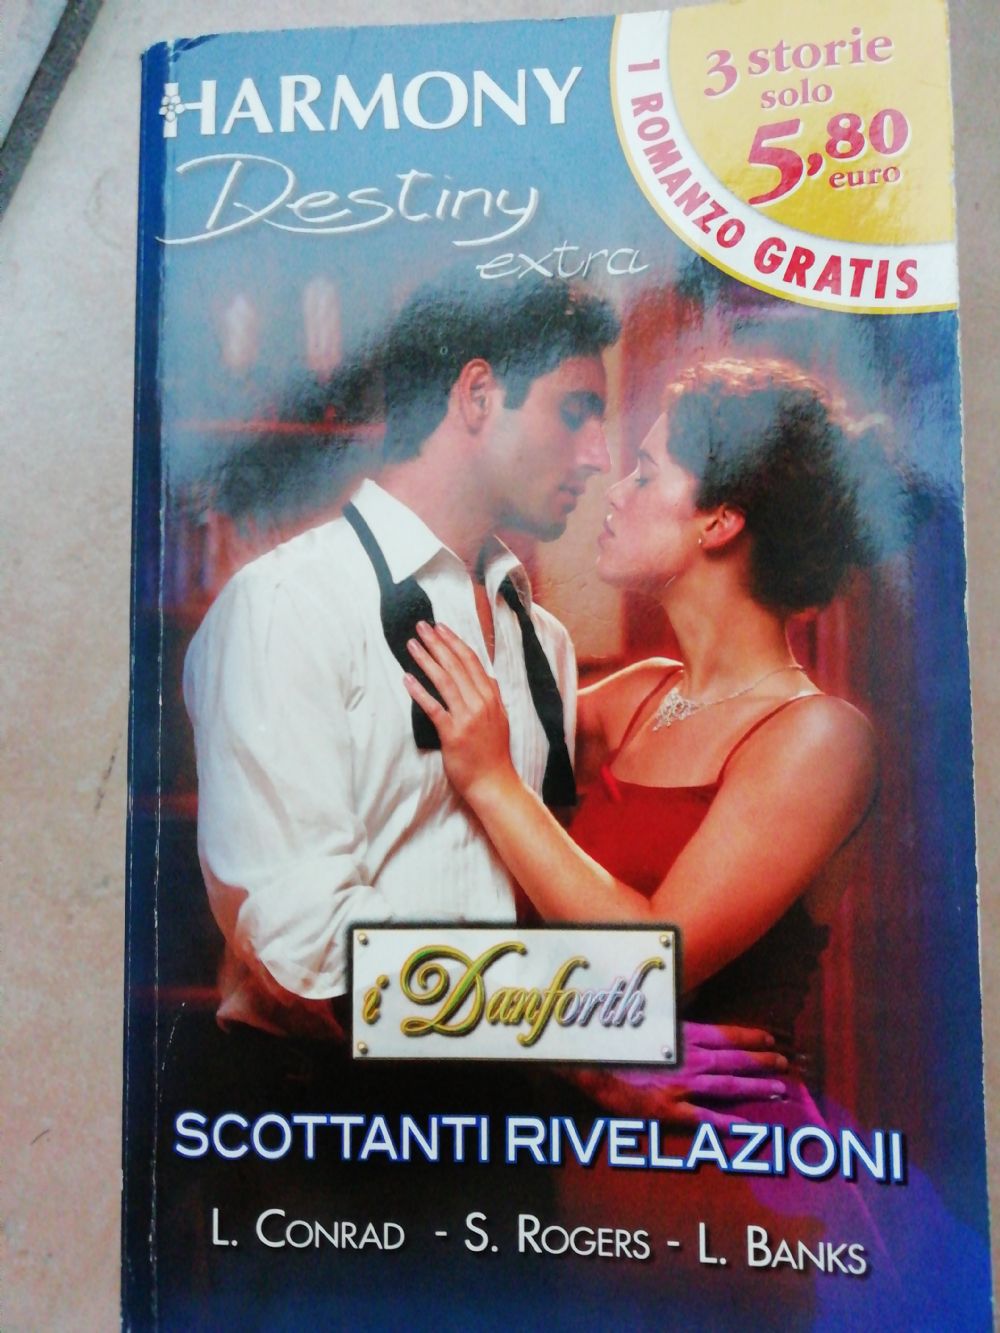 HARMONY
Destiny
extra
3 storie
solo
5,80
euro
1 ROMANZO GRATIS
i Danforth
SCOTTANTI RIVELAZIONI
L. CONRAD - S. ROGERS - L. BANKS